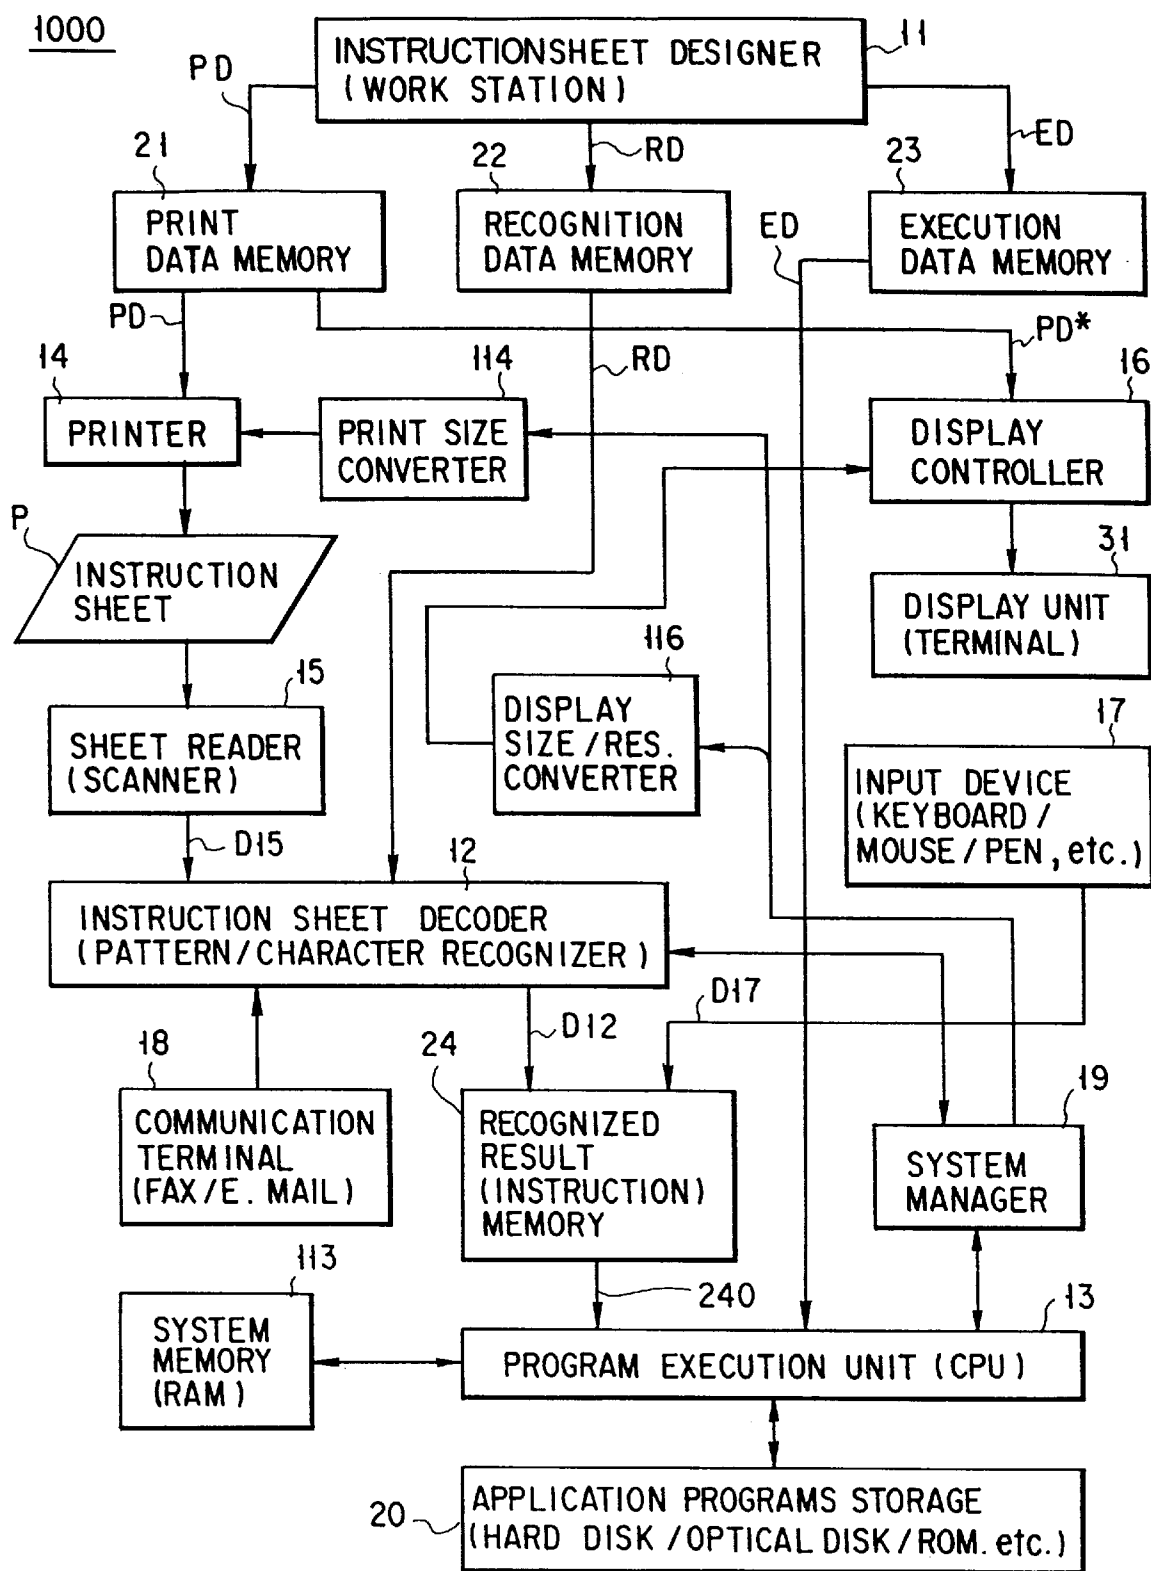 1000
11
INSTRUCTIONSHEET DESIGNER
(WORK STATION)
PD
RD
ED
21
22
23
PRINT
DATA MEMORY
RECOGNITION
DATA MEMORY
ED
EXECUTION
DATA MEMORY
PD
RD
PD*
14
114
16
PRINTER
PRINT SIZE
CONVERTER
DISPLAY
CONTROLLER
P
INSTRUCTION
SHEET
31
DISPLAY UNIT
(TERMINAL)
15
116
17
SHEET READER
(SCANNER)
DISPLAY
SIZE/RES.
CONVERTER
INPUT DEVICE
(KEYBOARD/
MOUSE/PEN, etc.)
D15
12
INSTRUCTION SHEET DECODER
(PATTERN/CHARACTER RECOGNIZER)
D17
D12
18
24
19
COMMUNICATION
TERMINAL
(FAX/E. MAIL)
RECOGNIZED
RESULT
(INSTRUCTION)
MEMORY
SYSTEM
MANAGER
113
240
13
SYSTEM
MEMORY
(RAM)
PROGRAM EXECUTION UNIT (CPU)
20
APPLICATION PROGRAMS STORAGE
(HARD DISK/OPTICAL DISK/ROM. etc.)